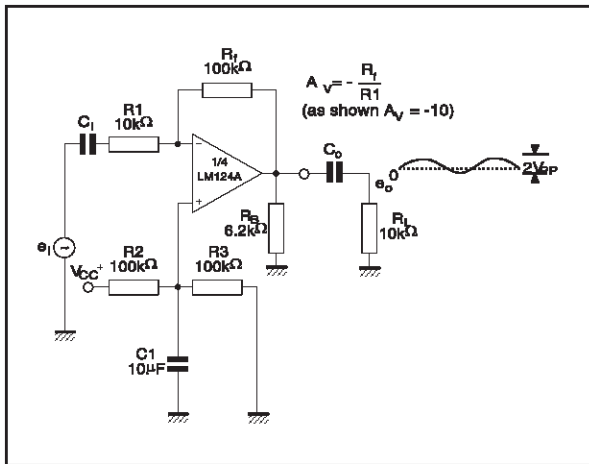 Rf
100kΩ
A V = - Rf
R1
(as shown AV = -10)
R1
10kΩ
CI
1/4
LM124A
Co
0
eo
2VPP
RB
6.2kΩ
RL
10kΩ
eI ~
VCC+
R2
100kΩ
R3
100kΩ
C1
10μF